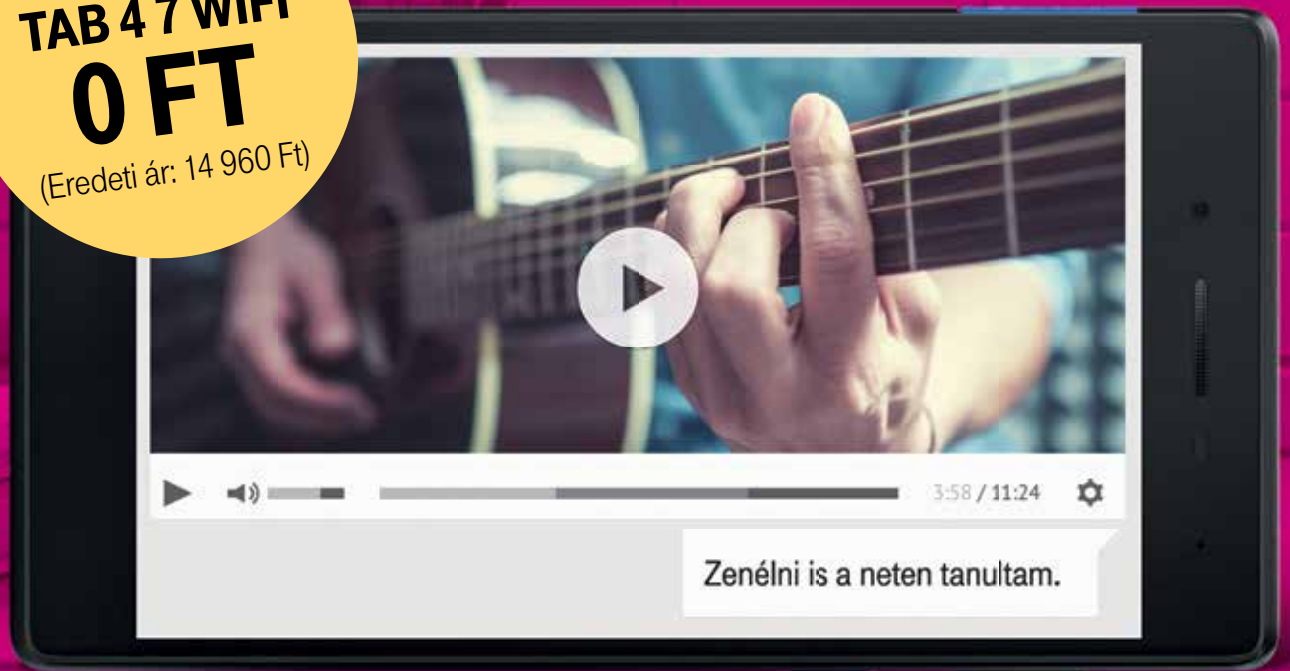 TAB 4 7 WIFI
0 FT
(Eredeti ár: 14 960 Ft)
3:58 / 11:24
Zenélni is a neten tanultam.